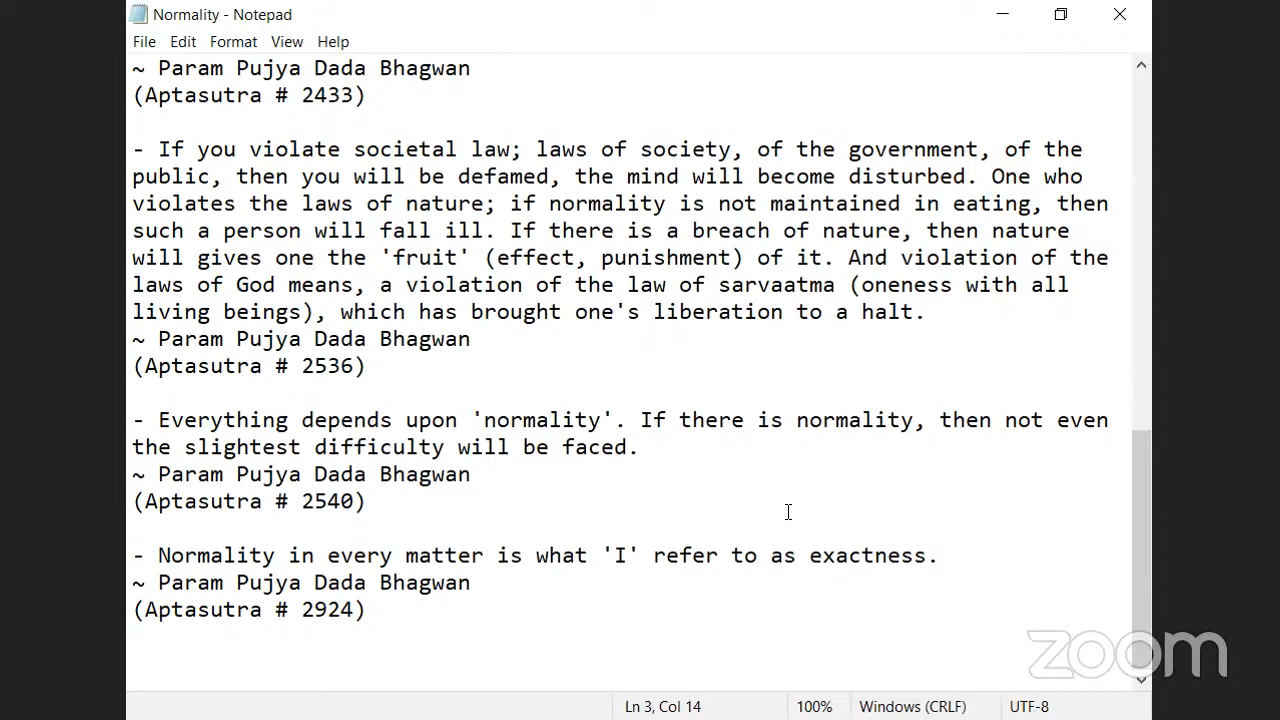 Normality - Notepad
File Edit Format View Help
~ Param Pujya Dada Bhagwan
(Aptasutra # 2433)
- If you violate societal law; laws of society, of the government, of the
public, then you will be defamed, the mind will become disturbed. One who
violates the laws of nature; if normality is not maintained in eating, then
such a person will fall ill. If there is a breach of nature, then nature
will gives one the 'fruit' (effect, punishment) of it. And violation of the
laws of God means, a violation of the law of sarvaatma (oneness with all
living beings), which has brought one's liberation to a halt.
~ Param Pujya Dada Bhagwan
(Aptasutra # 2536)
- Everything depends upon 'normality'. If there is normality, then not even
the slightest difficulty will be faced.
~ Param Pujya Dada Bhagwan
(Aptasutra # 2540)
- Normality in every matter is what 'I' refer to as exactness.
~ Param Pujya Dada Bhagwan
(Aptasutra # 2924)
zoom
Ln 3, Col 14 100% Windows (CRLF) UTF-8